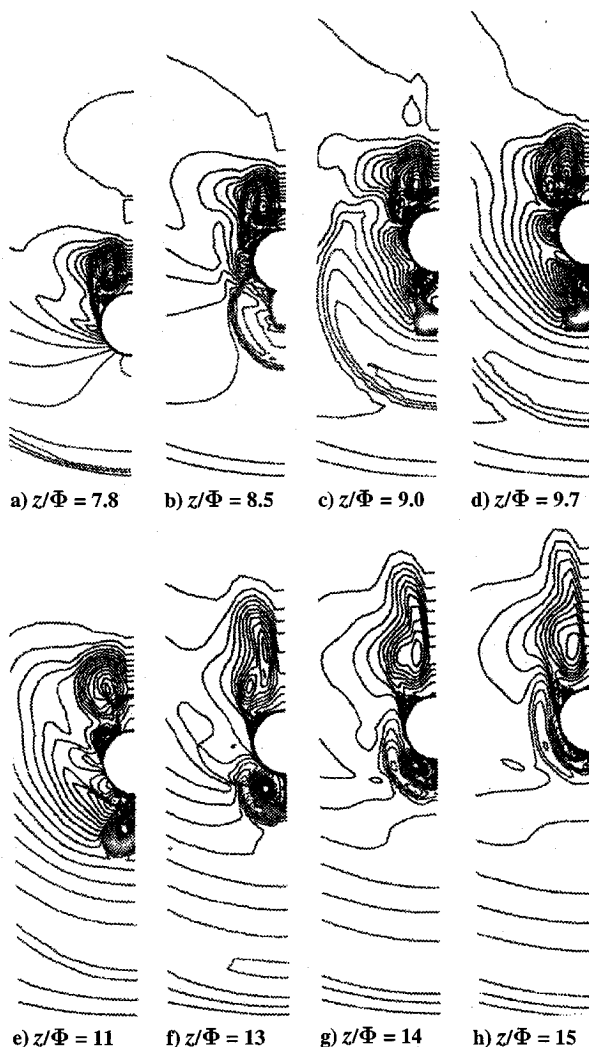 a) z/Φ = 7.8
b) z/Φ = 8.5
c) z/Φ = 9.0
d) z/Φ = 9.7
e) z/Φ = 11
f) z/Φ = 13
g) z/Φ = 14
h) z/Φ = 15